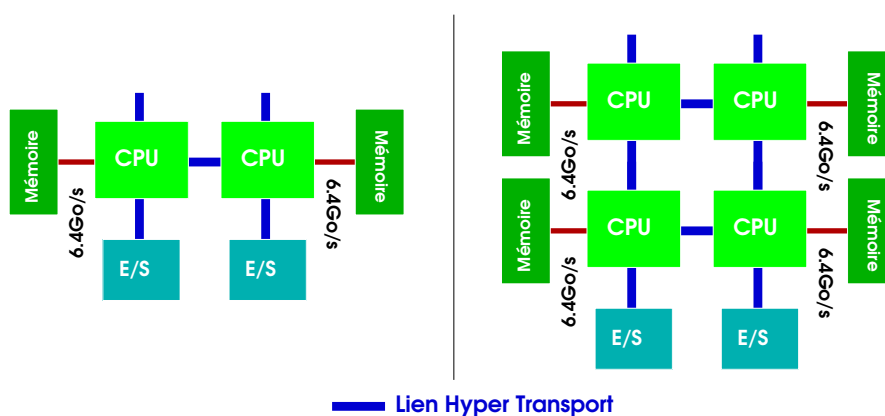 Mémoire
6.4Go/s
CPU
CPU
6.4Go/s
Mémoire
E/S
E/S
Mémoire
6.4Go/s
CPU
CPU
6.4Go/s
Mémoire
Mémoire
6.4Go/s
CPU
CPU
6.4Go/s
Mémoire
E/S
E/S
Lien Hyper Transport